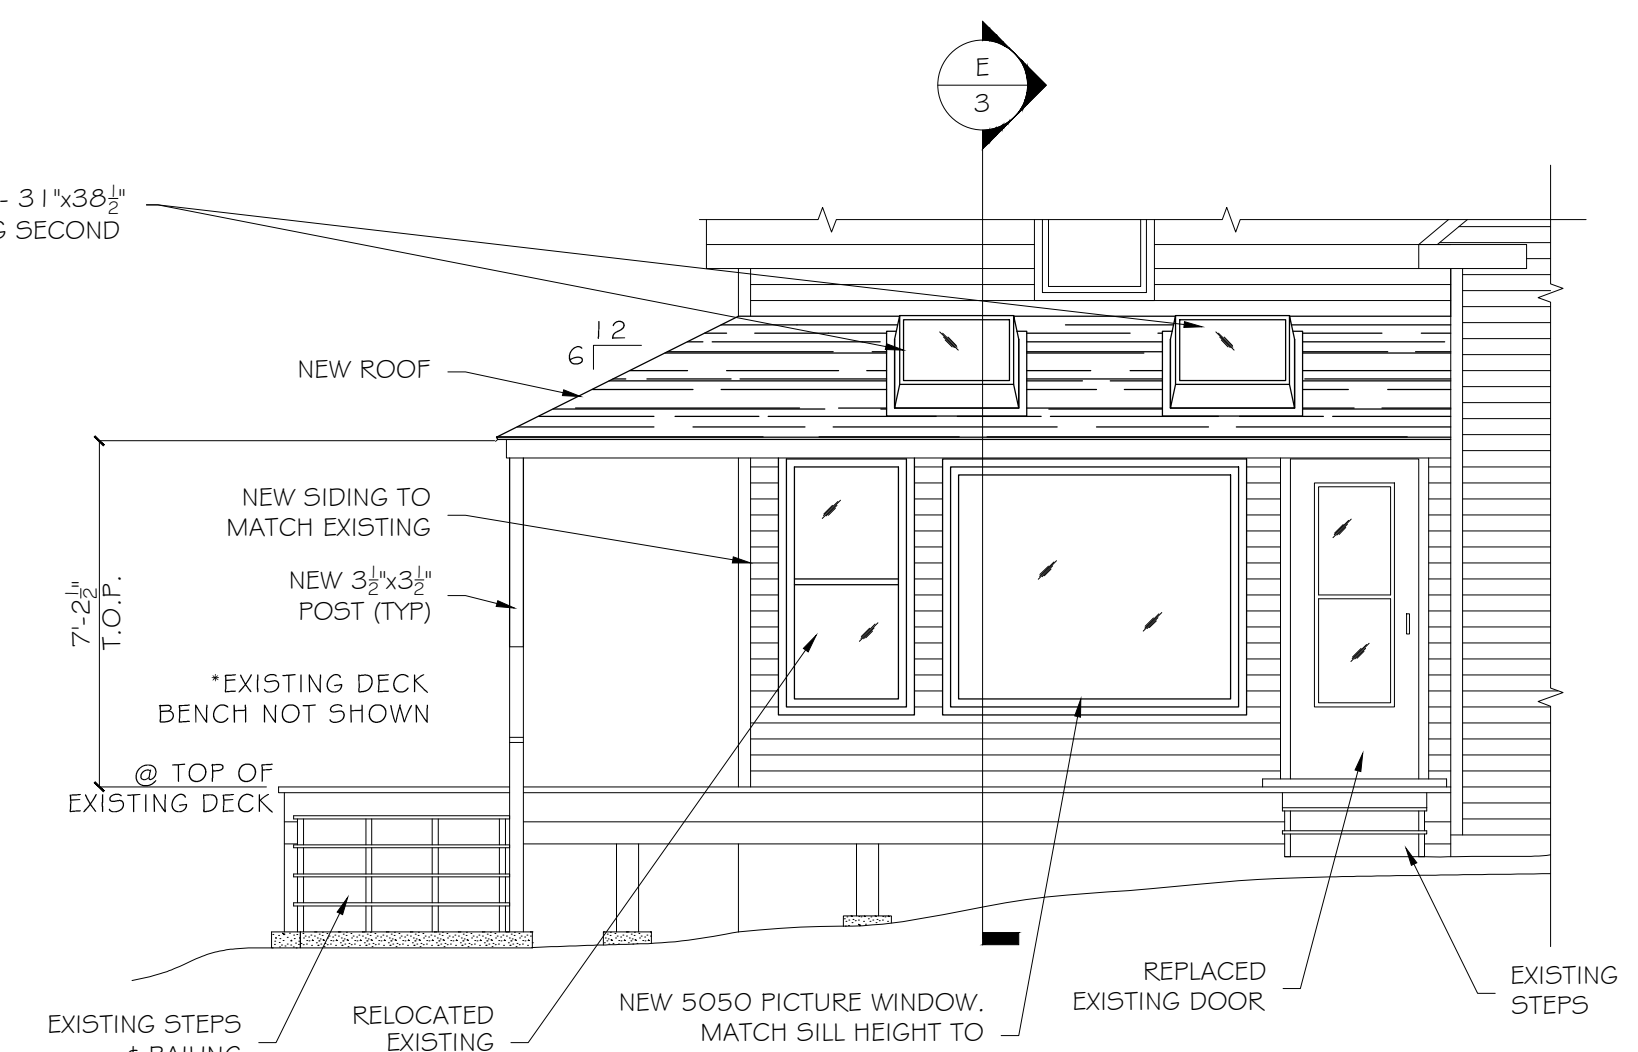 E
3
- 31"x38½"
G SECOND
12
6
NEW ROOF
NEW SIDING TO
MATCH EXISTING
NEW 3½"x3½"
POST (TYP)
7'-2½"
T.O.P.
*EXISTING DECK
BENCH NOT SHOWN
@ TOP OF
EXISTING DECK
REPLACED
EXISTING DOOR
EXISTING
STEPS
NEW 5050 PICTURE WINDOW.
MATCH SILL HEIGHT TO
RELOCATED
EXISTING
EXISTING STEPS
& RAILING